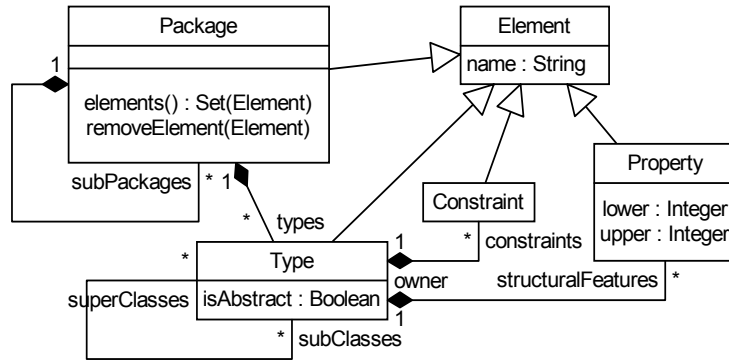 Package
Element
1
name : String
elements() : Set(Element)
removeElement(Element)
Property
subPackages * 1
Constraint
lower : Integer
upper : Integer
* types
* 1 * constraints
Type
owner
structuralFeatures *
superClasses isAbstract : Boolean
1
* subClasses